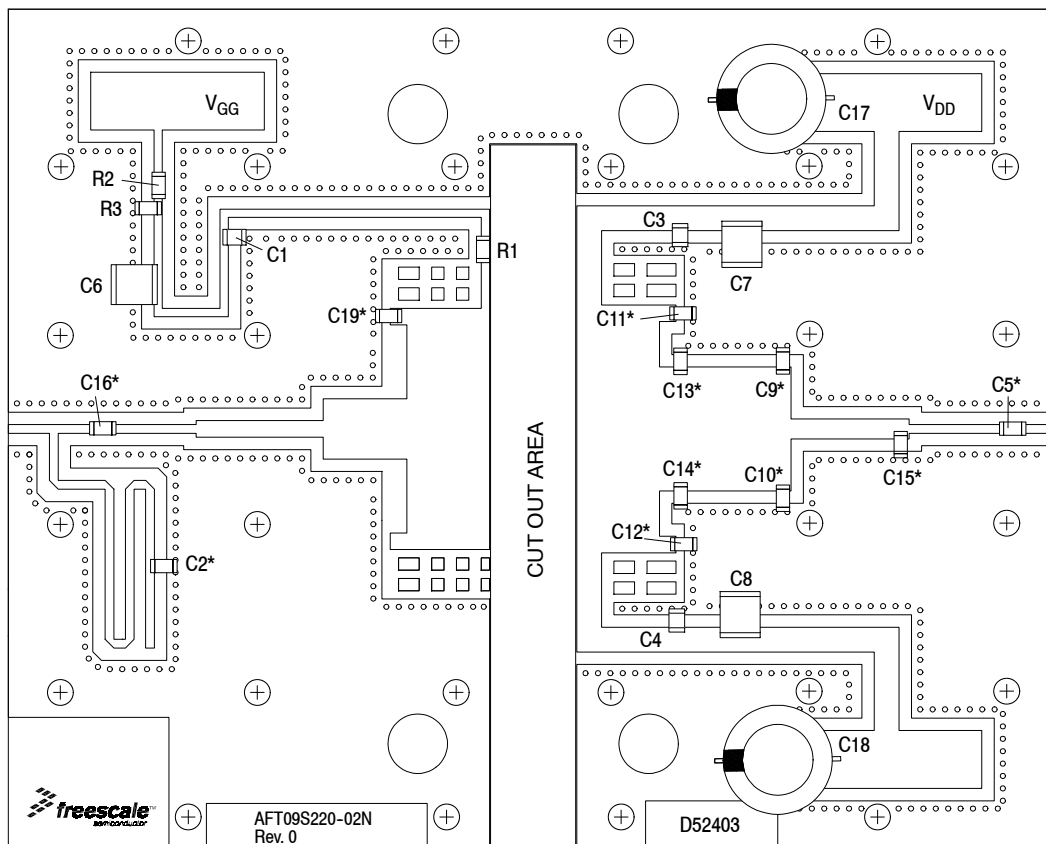 VGG
C17
VDD
R2
R3
C3
C1
R1
C6
C7
C19*
C11*
C16*
C13*
C9*
C5*
CUT OUT AREA
C14*
C10*
C15*
C12*
C2*
C8
C4
C18
freescale™
semiconductor
AFT09S220-02N
Rev. 0
D52403